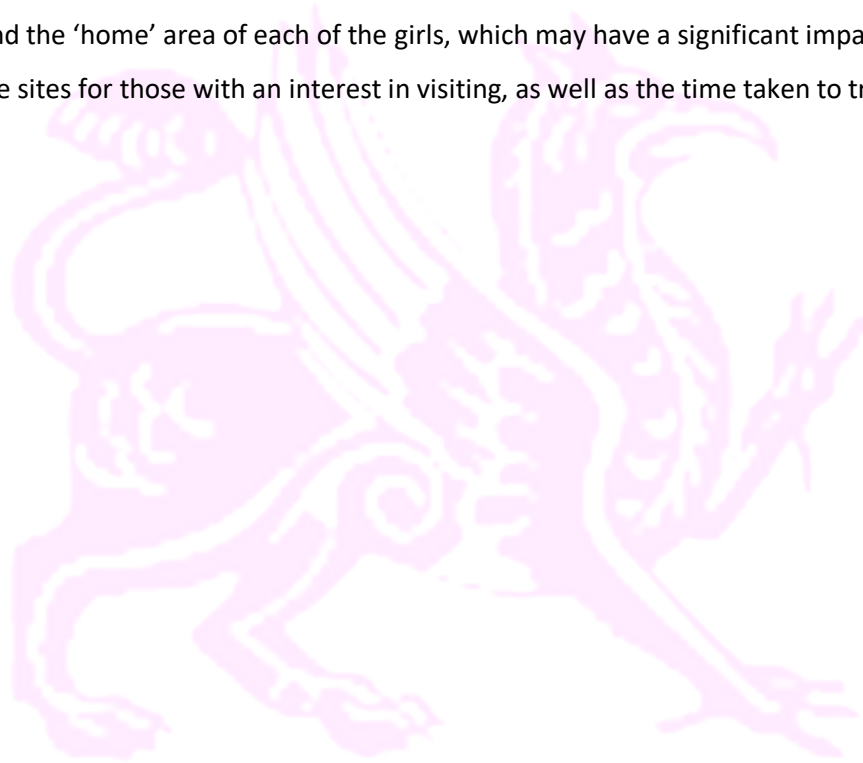 nd the ‘home’ area of each of the girls, which may have a significant impa
e sites for those with an interest in visiting, as well as the time taken to tr